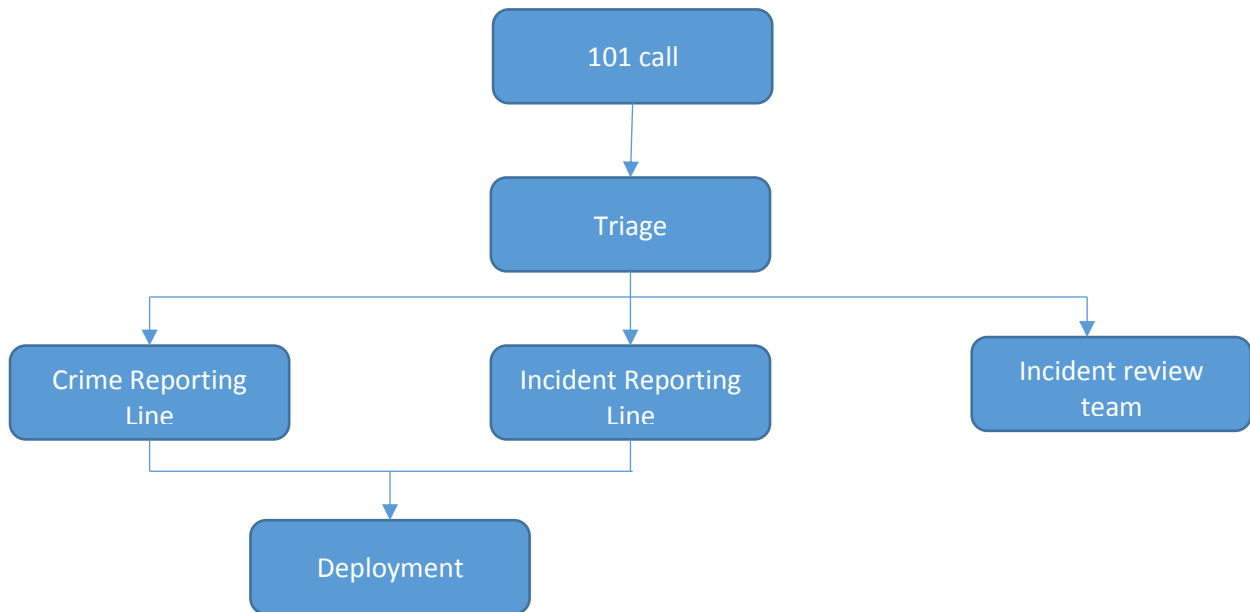 101 call
Triage
Crime Reporting
Line
Incident Reporting
Line
Incident review
team
Deployment